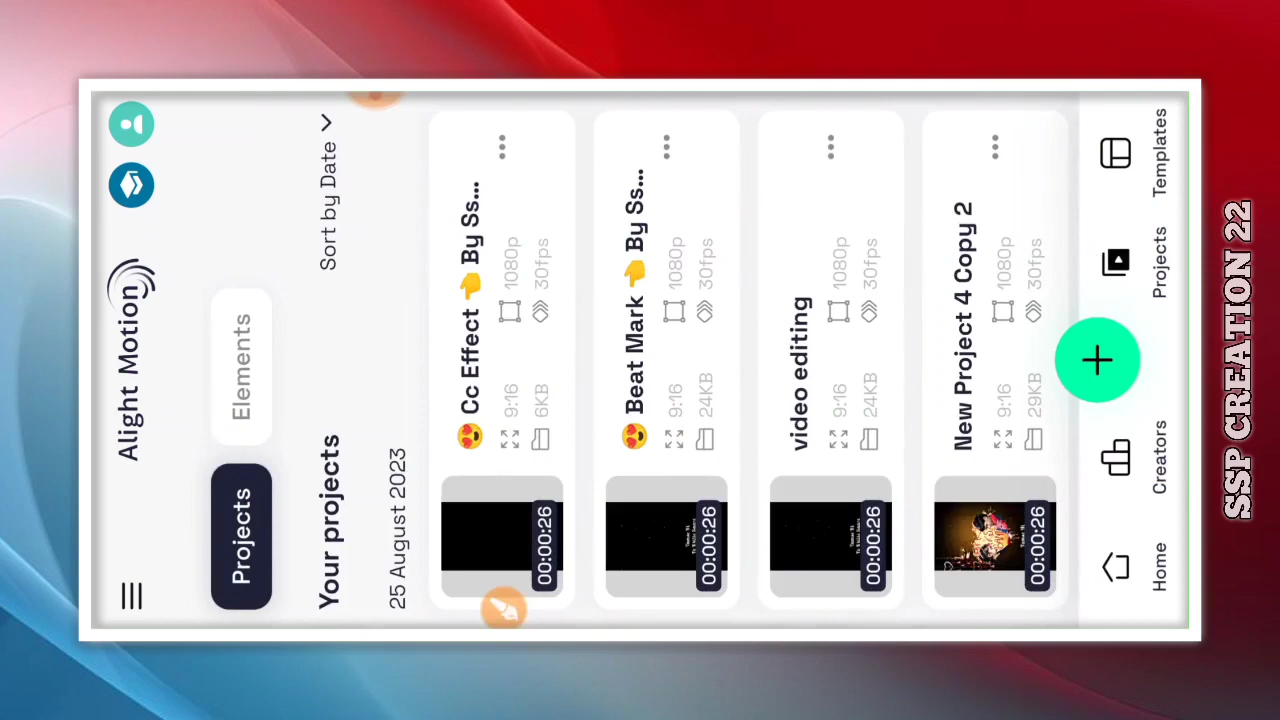 Alight Motion
Projects
Elements
Your projects
Sort by Date
25 August 2023
😍 Cc Effect 👈 By Ss...
9:16
1080p
6KB
30fps
00:00:26
😍 Beat Mark 👈 By Ss...
9:16
1080p
24KB
30fps
00:00:26
video editing
9:16
1080p
24KB
30fps
00:00:26
New Project 4 Copy 2
9:16
1080p
29KB
30fps
00:00:26
Home
Creators
Projects
Templates
SSP CREATION 22